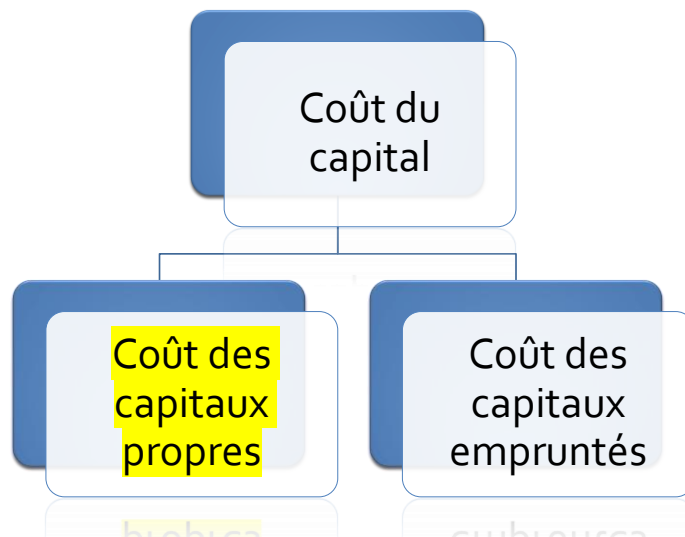 Coût du
capital
Coût des
capitaux
propres
Coût des
capitaux
empruntés